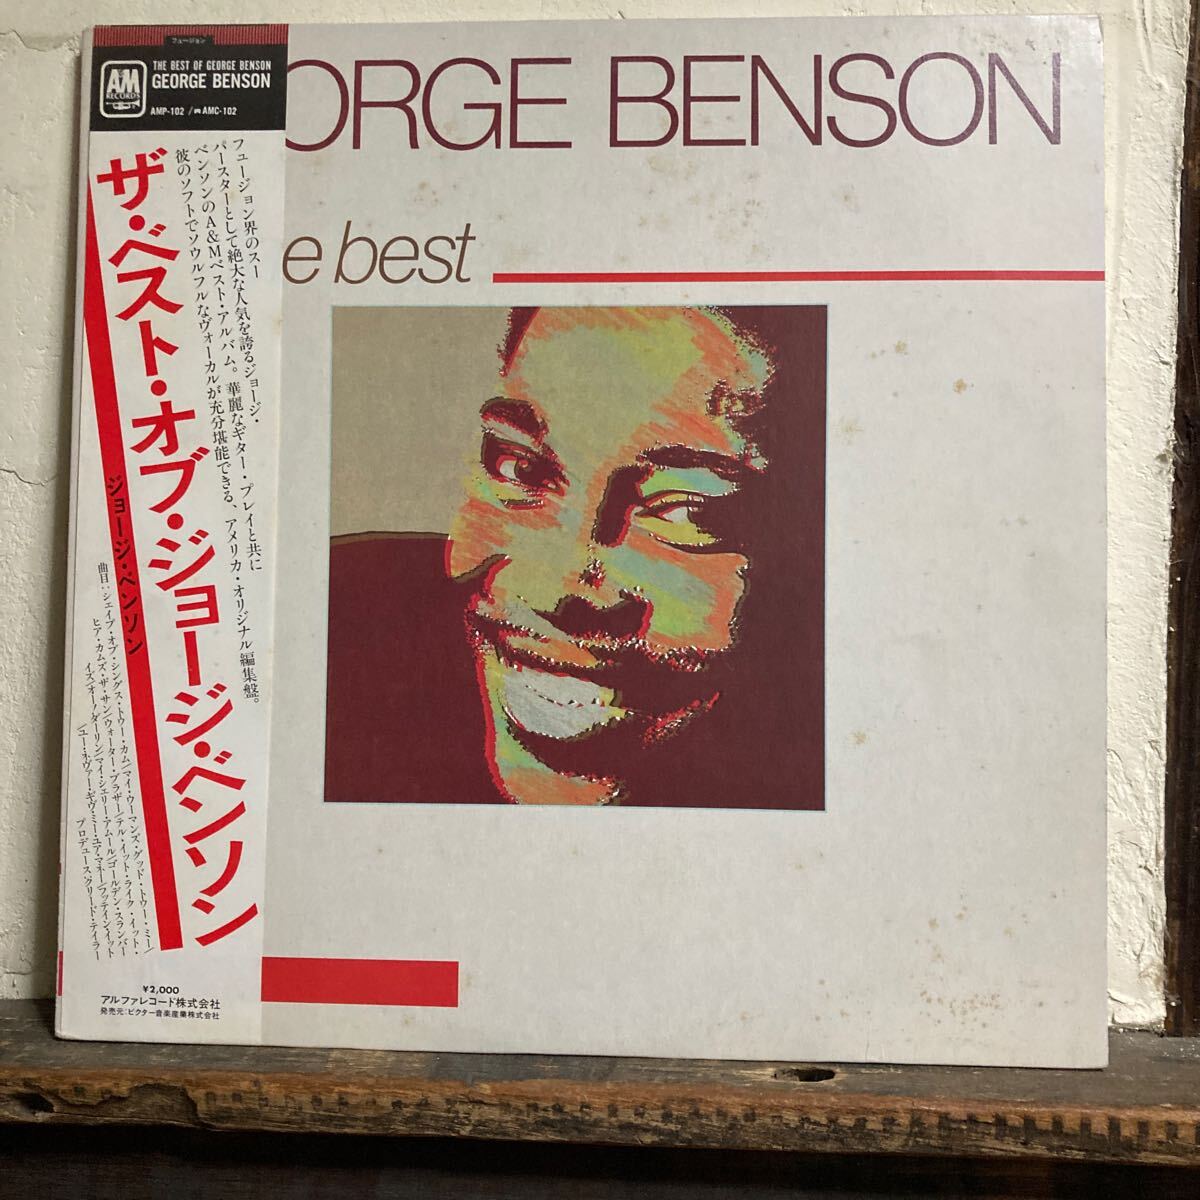 フュージョン
A&M
RECORDS
THE BEST OF GEORGE BENSON
GEORGE BENSON
AMP-102 / AMC-102
ORGE BENSON
e best
フュージョン界のスー
パースターとして絶大な人気を誇るジョージ・
ベンソンのA&Mベスト・アルバム。華麗なギター・プレイと共に
彼のソフトでソウルフルなヴォーカルが充分堪能できる、アメリカ・オリジナル編集盤。
ザ・ベスト・オブ・ジョージ・ベンソン
ジョージ・ベンソン
曲目:シェイプ・オブ・シングス・トゥー・カム/マイ・ウーマンズ・グッド・トゥー・ミー/
ヒア・カムズ・ザ・サン/ウォーター・ブラザー/テル・イット・ライク・イット・
イズ/オー!ダーリン/マイ・シェリー・アムール/ゴールデン・スランバー
/ユー・ネヴァー・ギヴ・ミー・ユア・マネー/フッテイン・イット
プロデュース:クリード・テイラー
¥2,000
アルファレコード株式会社
発売元:ビクター音楽産業株式会社